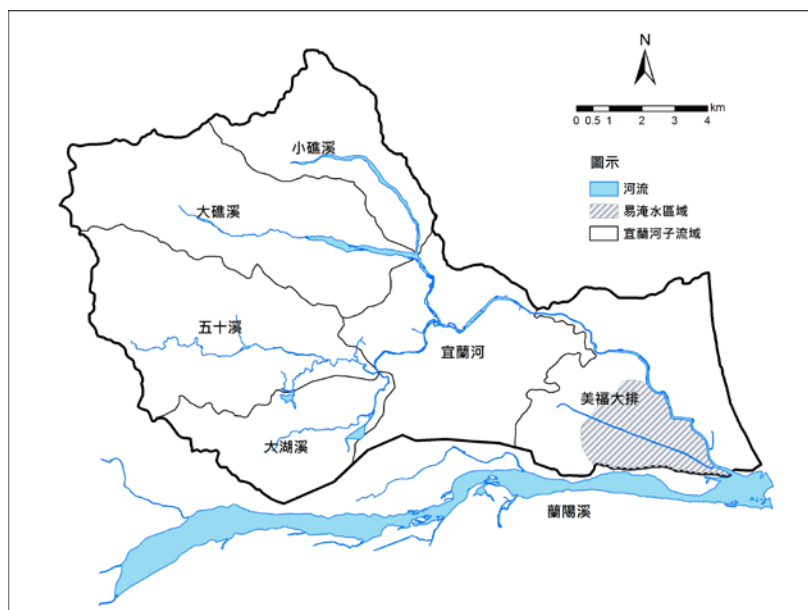 N
km
0 0.5 1 2 3 4
圖示
河流
易淹水區域
宜蘭河子流域
小礁溪
大礁溪
五十溪
宜蘭河
美福大排
大湖溪
蘭陽溪